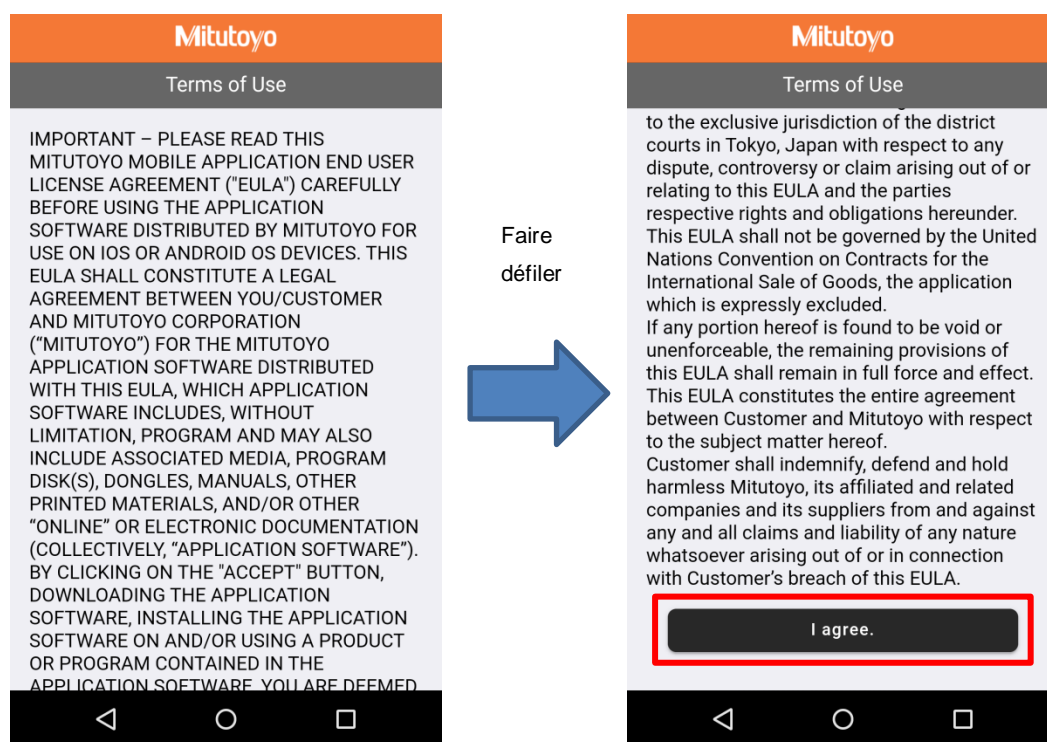 Mitutoyo
Terms of Use
IMPORTANT – PLEASE READ THIS
MITUTOYO MOBILE APPLICATION END USER
LICENSE AGREEMENT ("EULA") CAREFULLY
BEFORE USING THE APPLICATION
SOFTWARE DISTRIBUTED BY MITUTOYO FOR
USE ON IOS OR ANDROID OS DEVICES. THIS
EULA SHALL CONSTITUTE A LEGAL
AGREEMENT BETWEEN YOU/CUSTOMER
AND MITUTOYO CORPORATION
(“MITUTOYO”) FOR THE MITUTOYO
APPLICATION SOFTWARE DISTRIBUTED
WITH THIS EULA, WHICH APPLICATION
SOFTWARE INCLUDES, WITHOUT
LIMITATION, PROGRAM AND MAY ALSO
INCLUDE ASSOCIATED MEDIA, PROGRAM
DISK(S), DONGLES, MANUALS, OTHER
PRINTED MATERIALS, AND/OR OTHER
“ONLINE” OR ELECTRONIC DOCUMENTATION
(COLLECTIVELY, “APPLICATION SOFTWARE”).
BY CLICKING ON THE "ACCEPT" BUTTON,
DOWNLOADING THE APPLICATION
SOFTWARE, INSTALLING THE APPLICATION
SOFTWARE ON AND/OR USING A PRODUCT
OR PROGRAM CONTAINED IN THE
APPLICATION SOFTWARE, YOU ARE DEEMED
Faire
défiler
Mitutoyo
Terms of Use
to the exclusive jurisdiction of the district
courts in Tokyo, Japan with respect to any
dispute, controversy or claim arising out of or
relating to this EULA and the parties
respective rights and obligations hereunder.
This EULA shall not be governed by the United
Nations Convention on Contracts for the
International Sale of Goods, the application
which is expressly excluded.
If any portion hereof is found to be void or
unenforceable, the remaining provisions of
this EULA shall remain in full force and effect.
This EULA constitutes the entire agreement
between Customer and Mitutoyo with respect
to the subject matter hereof.
Customer shall indemnify, defend and hold
harmless Mitutoyo, its affiliated and related
companies and its suppliers from and against
any and all claims and liability of any nature
whatsoever arising out of or in connection
with Customer’s breach of this EULA.
I agree.